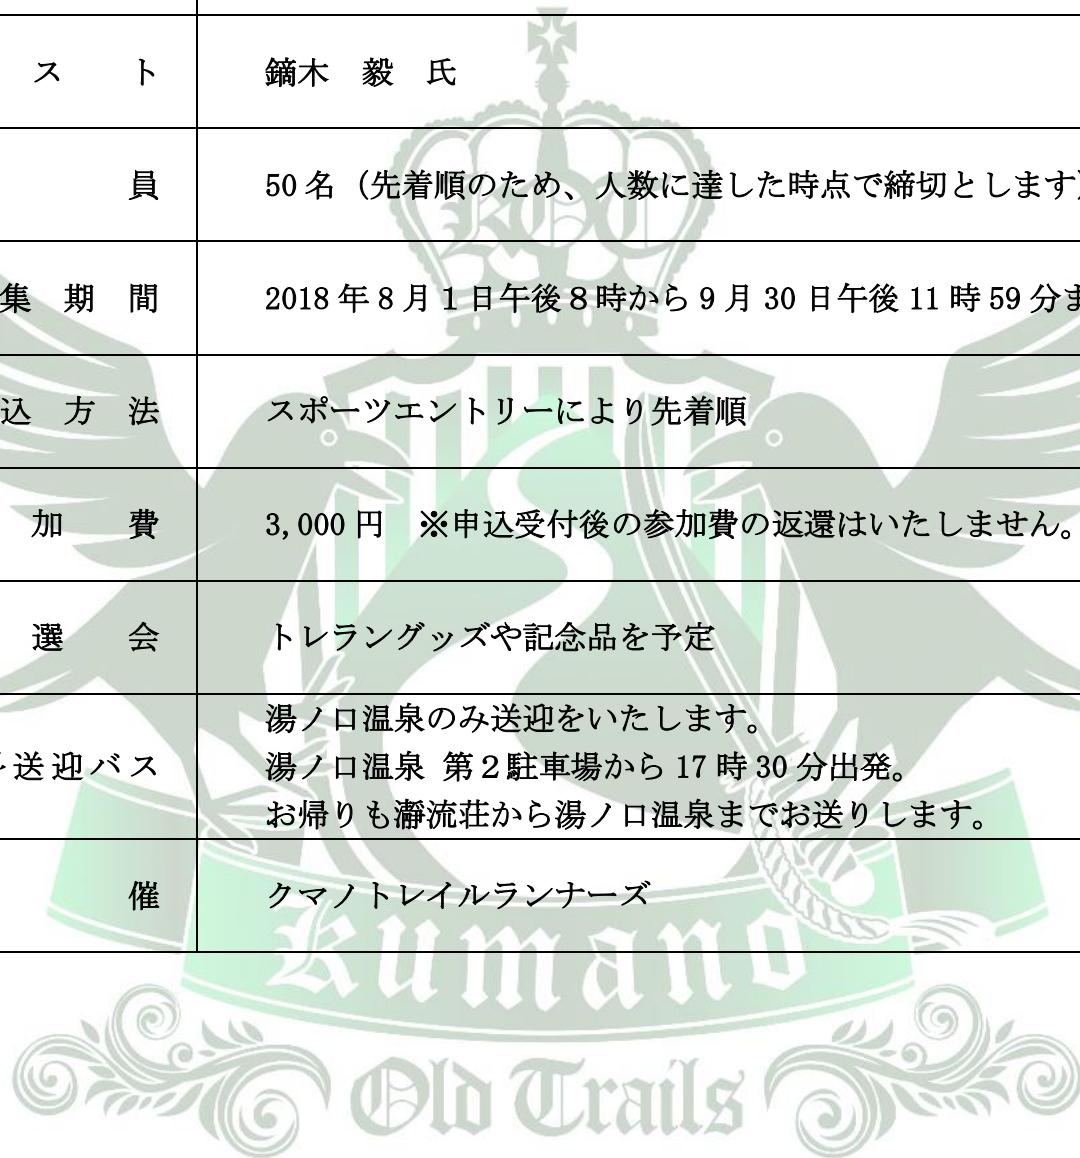 スト 鏑木 毅 氏
員 50名（先着順のため、人数に達した時点で締切とします）
集期間 2018年8月1日午後8時から9月30日午後11時59分ま
込方法 スポーツエントリーにより先着順
加費 3,000円 ※申込受付後の参加費の返還はいたしません。
選会 トレラングッズや記念品を予定
湯ノロ温泉のみ送迎をいたします。
送迎バス 湯ノロ温泉 第２駐車場から17時30分出発。
お帰りも瀞流荘から湯ノロ温泉までお送りします。
催 クマノトレイルランナーズ
KOT
Kumano
Old Trails